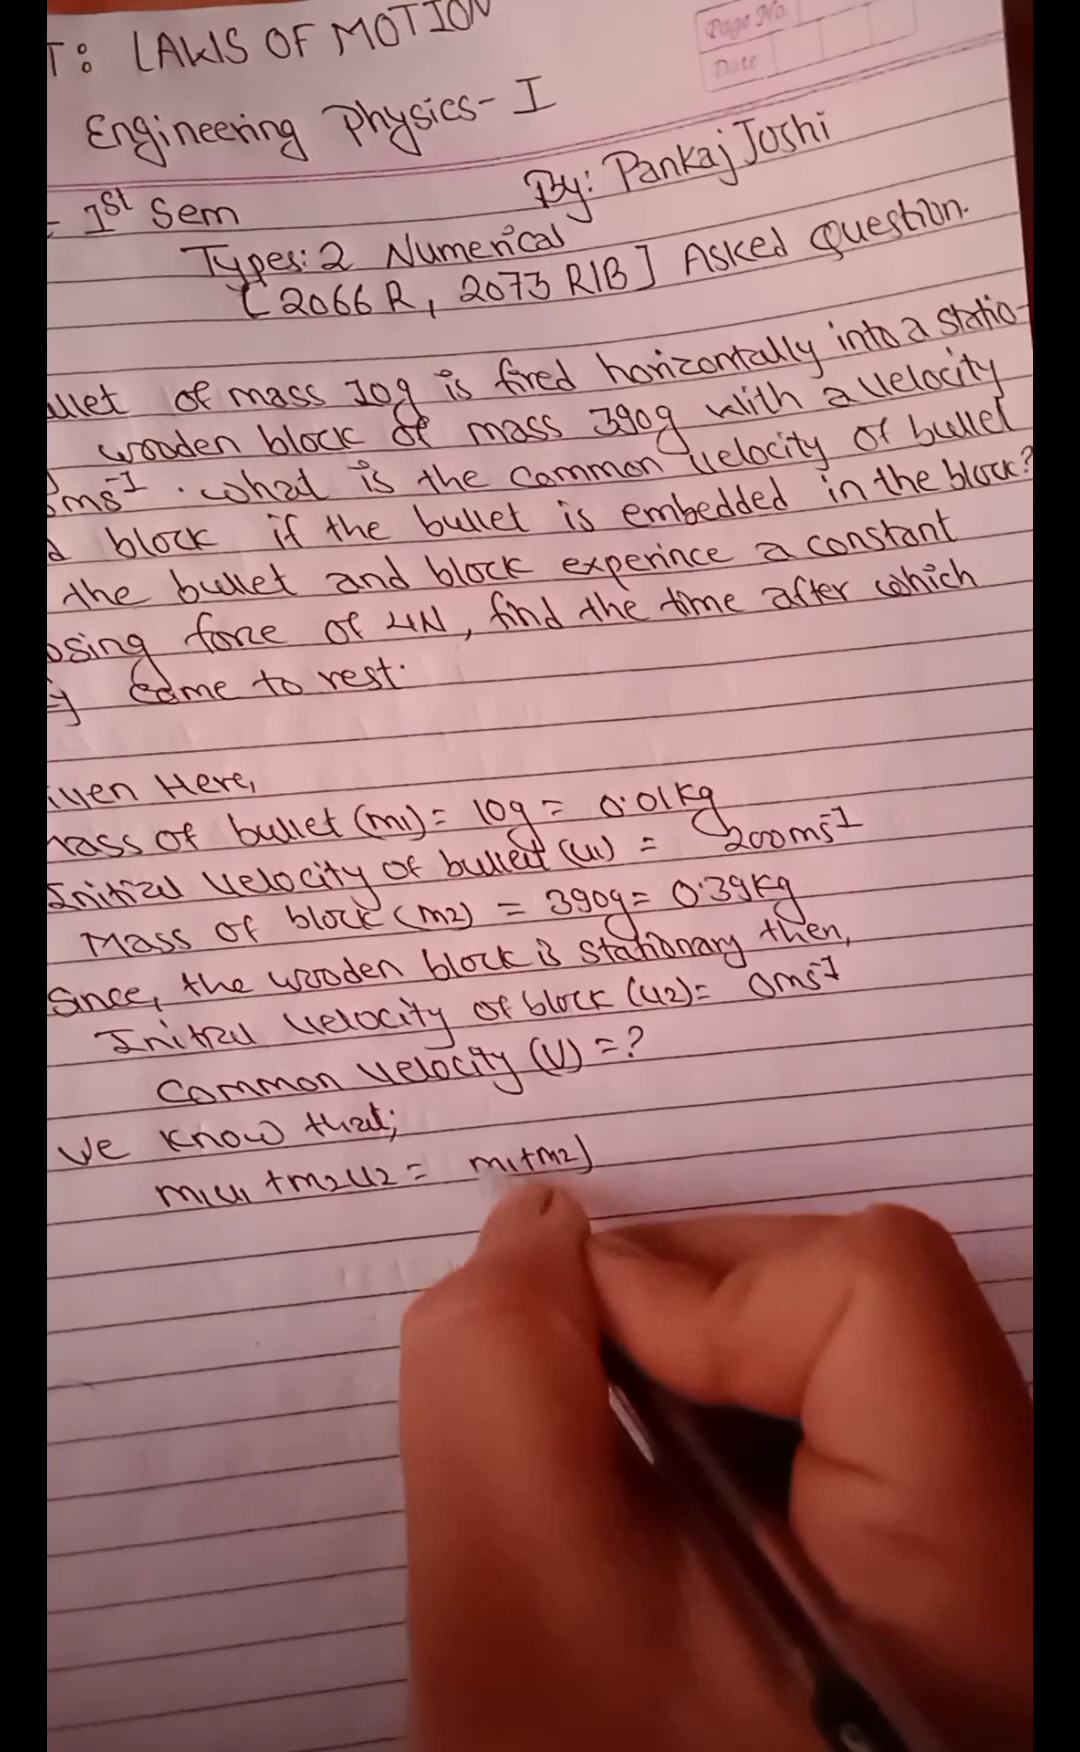 T: LAWS OF MOTION
Page No.
Date
Engineering Physics-I
By: Pankaj Joshi
- 1st Sem
Types: 2 Numerical
[2066 R, 2073 R/B] Asked Question.
ullet of mass 10g is fired horizontally into a statio-
wooden block of mass 390g with a velocity
ms⁻¹. what is the common velocity of bullet
d block if the bullet is embedded in the block?
the bullet and block experince a constant
osing force of 4N, find the time after which
y come to rest.
iven Here,
mass of bullet (m1) = 10g = 0.01kg
Initial velocity of bullet (u1) = 200ms⁻¹
Mass of block (m2) = 390g = 0.39kg
Since, the wooden block is stationary then,
Initial velocity of block (u2) = 0ms⁻¹
Common velocity (V) = ?
we know that;
m1u1 + m2u2 = m1+m2)